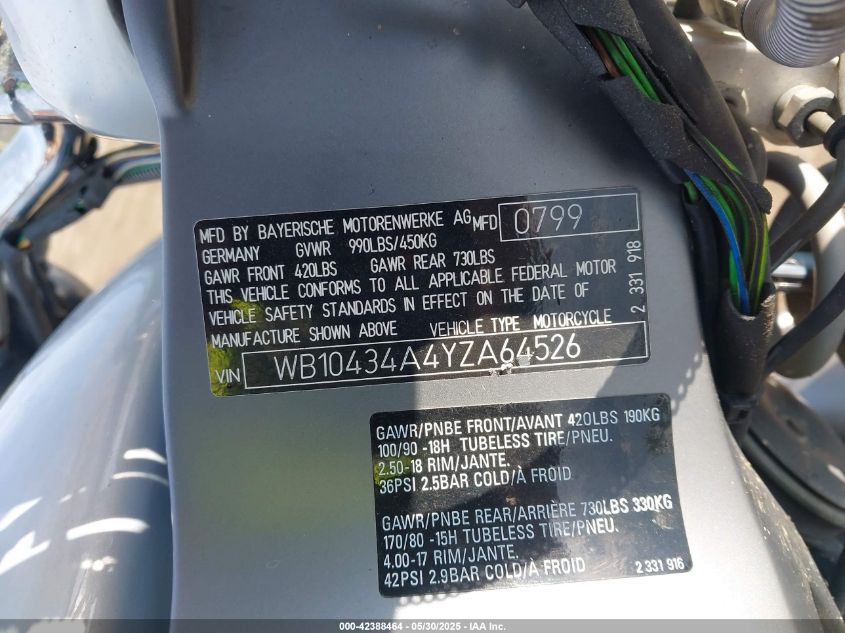 MFD BY BAYERISCHE MOTORENWERKE AG MFD 0799
GERMANY GVWR 990LBS/450KG
GAWR FRONT 420LBS GAWR REAR 730LBS
THIS VEHICLE CONFORMS TO ALL APPLICABLE FEDERAL MOTOR
VEHICLE SAFETY STANDARDS IN EFFECT ON THE DATE OF
MANUFACTURE SHOWN ABOVE VEHICLE TYPE MOTORCYCLE
2 331 918
VIN WB10434A4YZA64526
GAWR/PNBE FRONT/AVANT 420LBS 190KG
100/90 -18H TUBELESS TIRE/PNEU.
2.50-18 RIM/JANTE.
36PSI 2.5BAR COLD/À FROID
GAWR/PNBE REAR/ARRIÈRE 730LBS 330KG
170/80 -15H TUBELESS TIRE/PNEU.
4.00-17 RIM/JANTE.
42PSI 2.9BAR COLD/À FROID 2 331 916
000-42388464 - 05/30/2025 - IAA Inc.